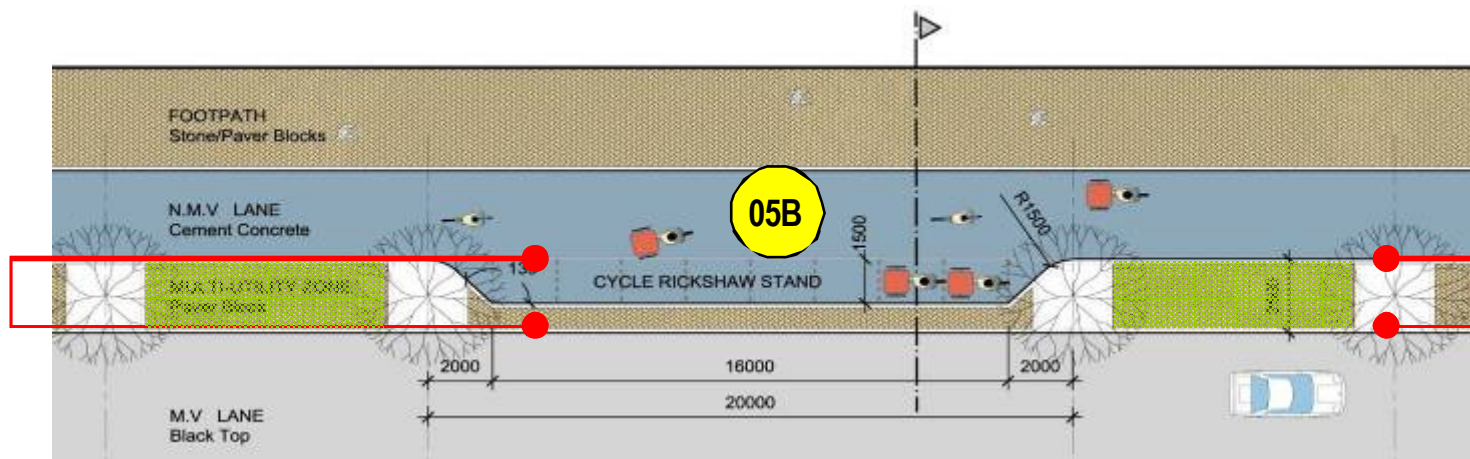 FOOTPATH
Stone/Paver Blocks
N.M.V LANE
Cement Concrete
05B
R1500
1500
CYCLE RICKSHAW STAND
MULTI-UTILITY ZONE/
Paver Block
2000
16000
2000
20000
M.V LANE
Black Top